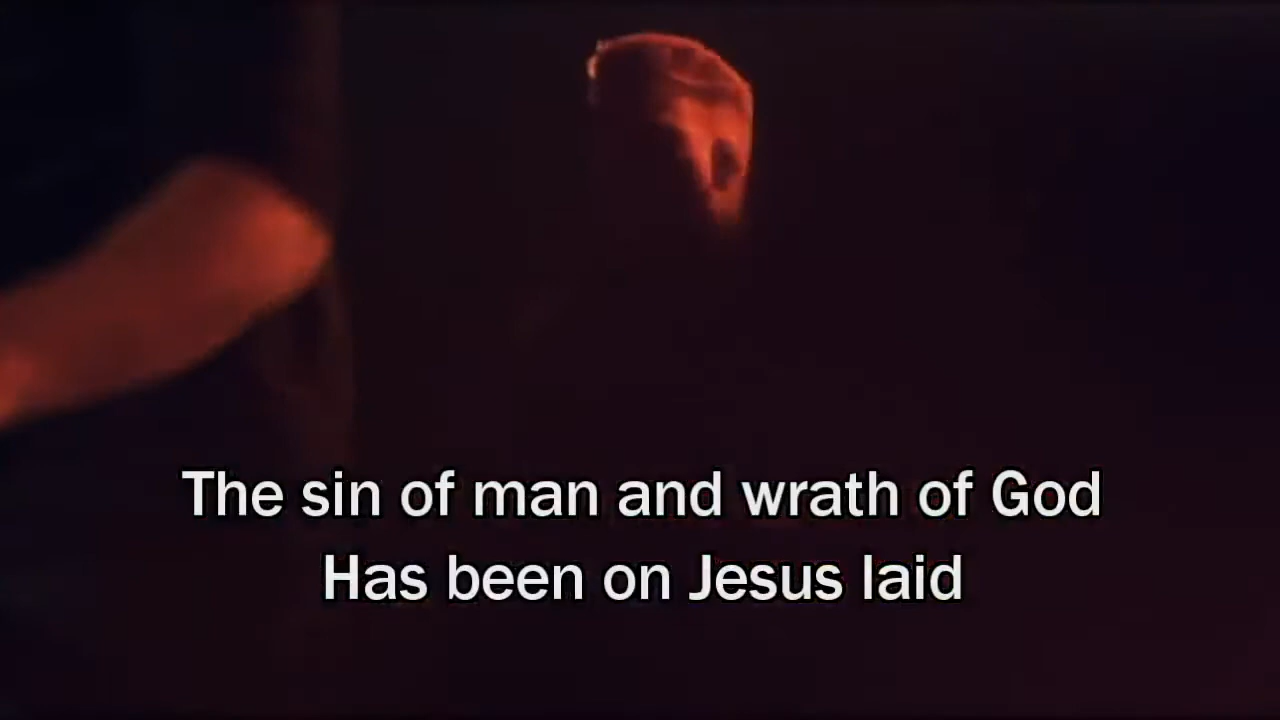 The sin of man and wrath of God
Has been on Jesus laid